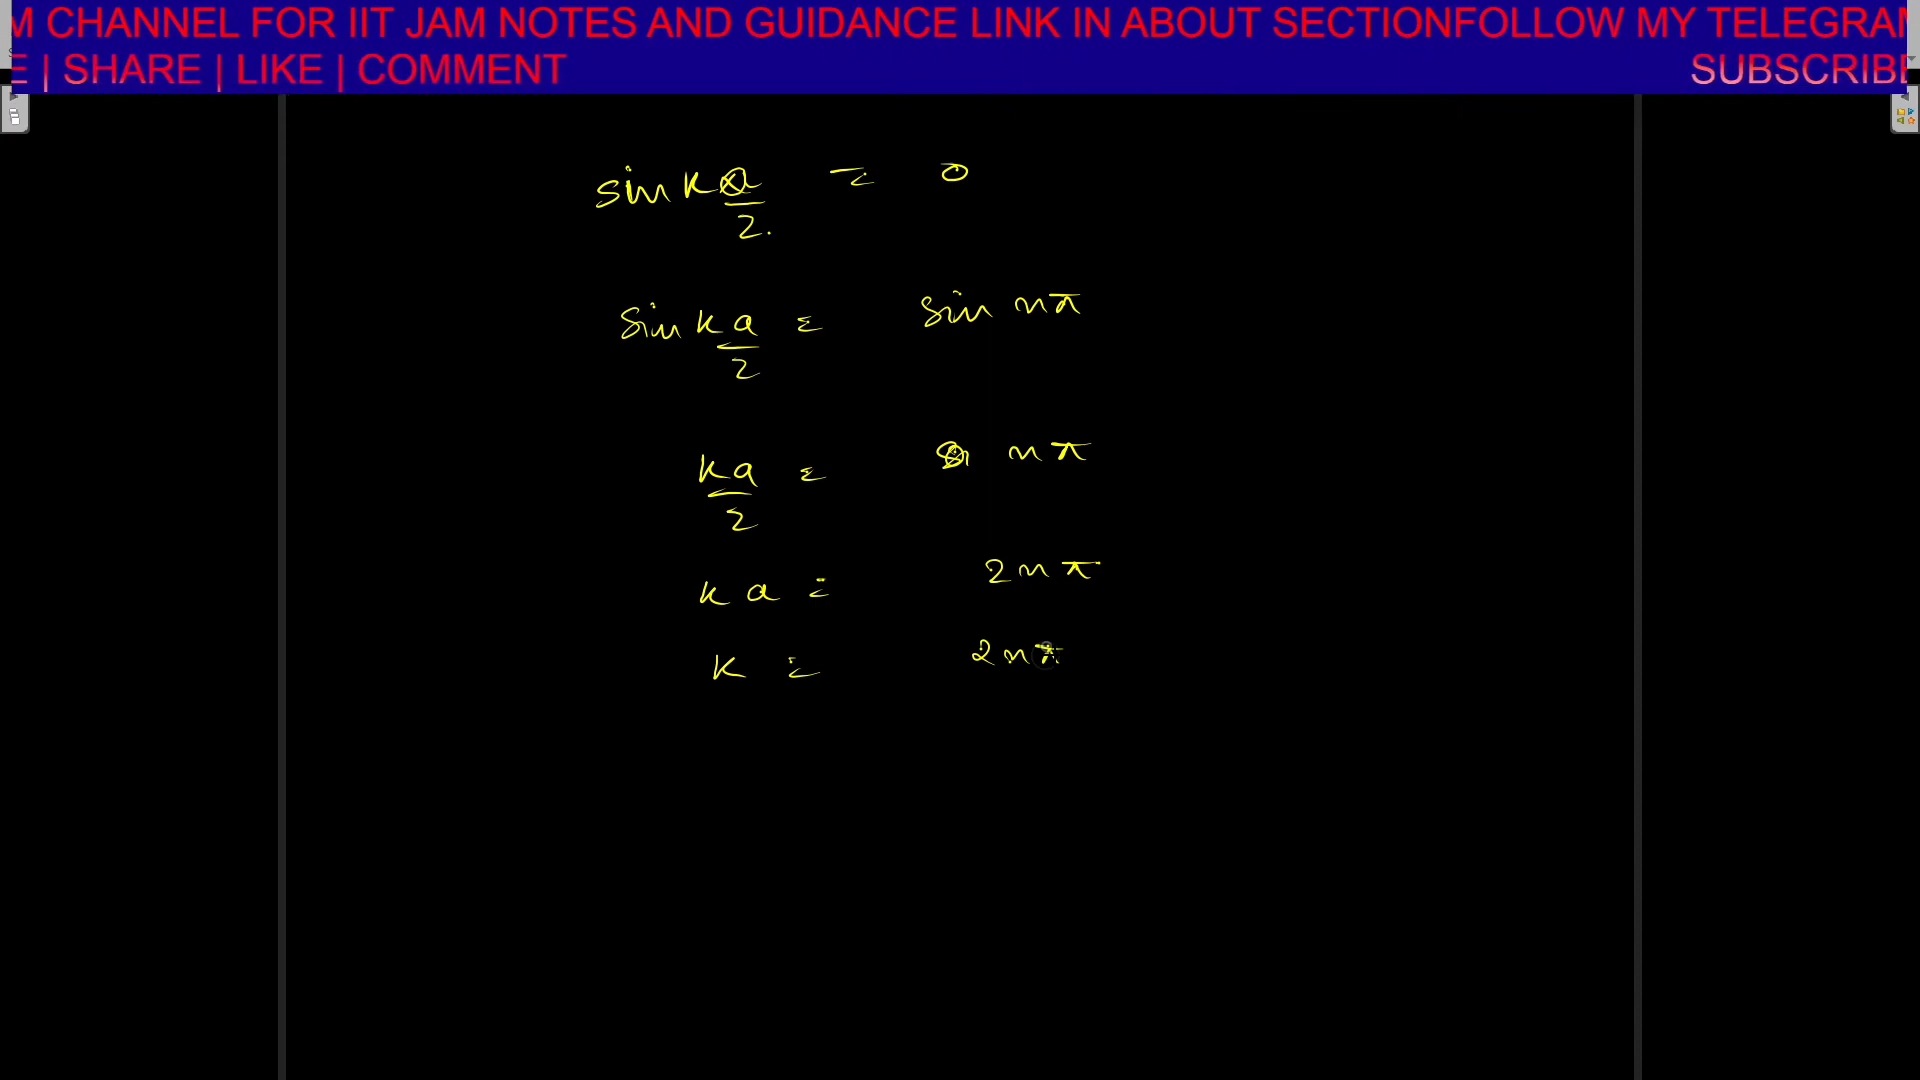 M CHANNEL FOR IIT JAM NOTES AND GUIDANCE LINK IN ABOUT SECTIONFOLLOW MY TELEGRAM
E | SHARE | LIKE | COMMENT SUBSCRIBE
sin ka/2 = 0
sin ka/2 = sin nπ
ka/2 = nπ
ka = 2nπ
k = 2nπ